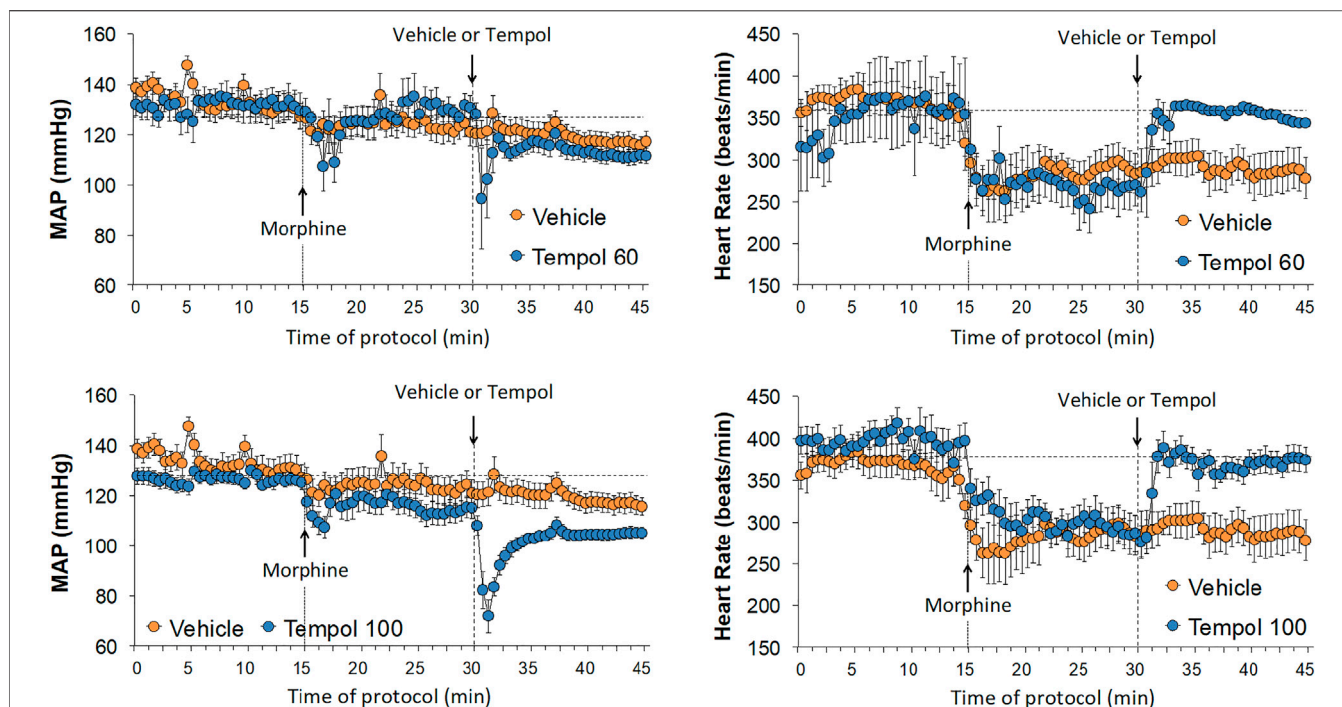 Vehicle or Tempol
160
140
120
100
80
60
MAP (mmHg)
Morphine
Vehicle
Tempol 60
0 5 10 15 20 25 30 35 40 45
Time of protocol (min)
Vehicle or Tempol
450
400
350
300
250
200
150
Heart Rate (beats/min)
Morphine
Vehicle
Tempol 60
0 5 10 15 20 25 30 35 40 45
Time of protocol (min)
Vehicle or Tempol
160
140
120
100
80
60
MAP (mmHg)
Morphine
Vehicle Tempol 100
0 5 10 15 20 25 30 35 40 45
Time of protocol (min)
Vehicle or Tempol
450
400
350
300
250
200
150
Heart Rate (beats/min)
Morphine
Vehicle
Tempol 100
0 5 10 15 20 25 30 35 40 45
Time of protocol (min)